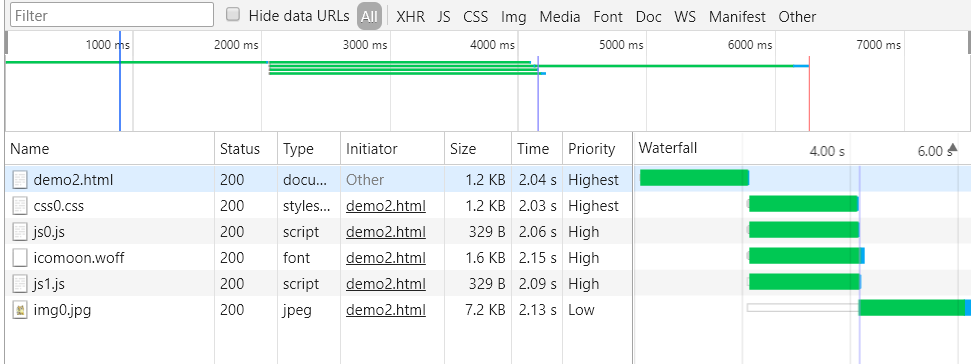 Filter Hide data URLs All XHR JS CSS Img Media Font Doc WS Manifest Other
1000 ms 2000 ms 3000 ms 4000 ms 5000 ms 6000 ms 7000 ms
Name Status Type Initiator Size Time Priority Waterfall 4.00 s 6.00 s
demo2.html 200 docu... Other 1.2 KB 2.04 s Highest
css0.css 200 styles... demo2.html 1.2 KB 2.03 s Highest
js0.js 200 script demo2.html 329 B 2.06 s High
icomoon.woff 200 font demo2.html 1.6 KB 2.15 s High
js1.js 200 script demo2.html 329 B 2.09 s High
img0.jpg 200 jpeg demo2.html 7.2 KB 2.13 s Low